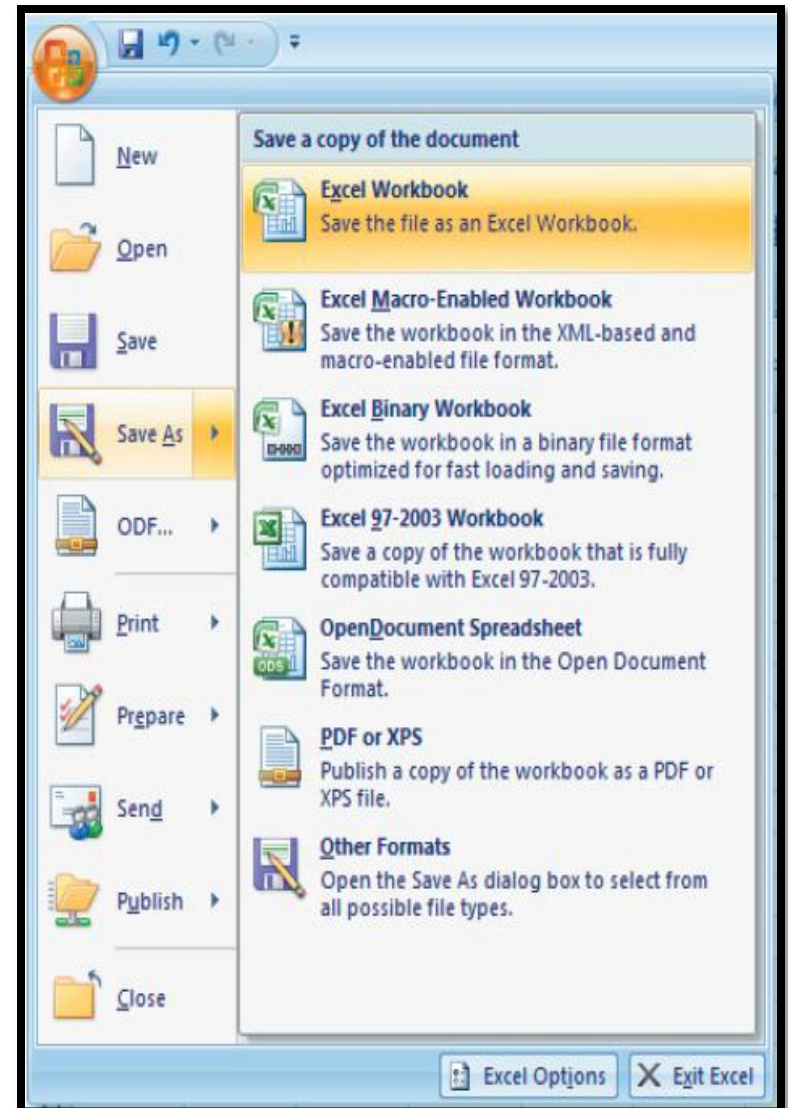 New
Open
Save
Save As
ODF...
Print
Prepare
Send
Publish
Close
Save a copy of the document
Excel Workbook
Save the file as an Excel Workbook.
Excel Macro-Enabled Workbook
Save the workbook in the XML-based and
macro-enabled file format.
Excel Binary Workbook
Save the workbook in a binary file format
optimized for fast loading and saving.
Excel 97-2003 Workbook
Save a copy of the workbook that is fully
compatible with Excel 97-2003.
OpenDocument Spreadsheet
Save the workbook in the Open Document
Format.
ODS
PDF or XPS
Publish a copy of the workbook as a PDF or
XPS file.
Other Formats
Open the Save As dialog box to select from
all possible file types.
Excel Options
Exit Excel